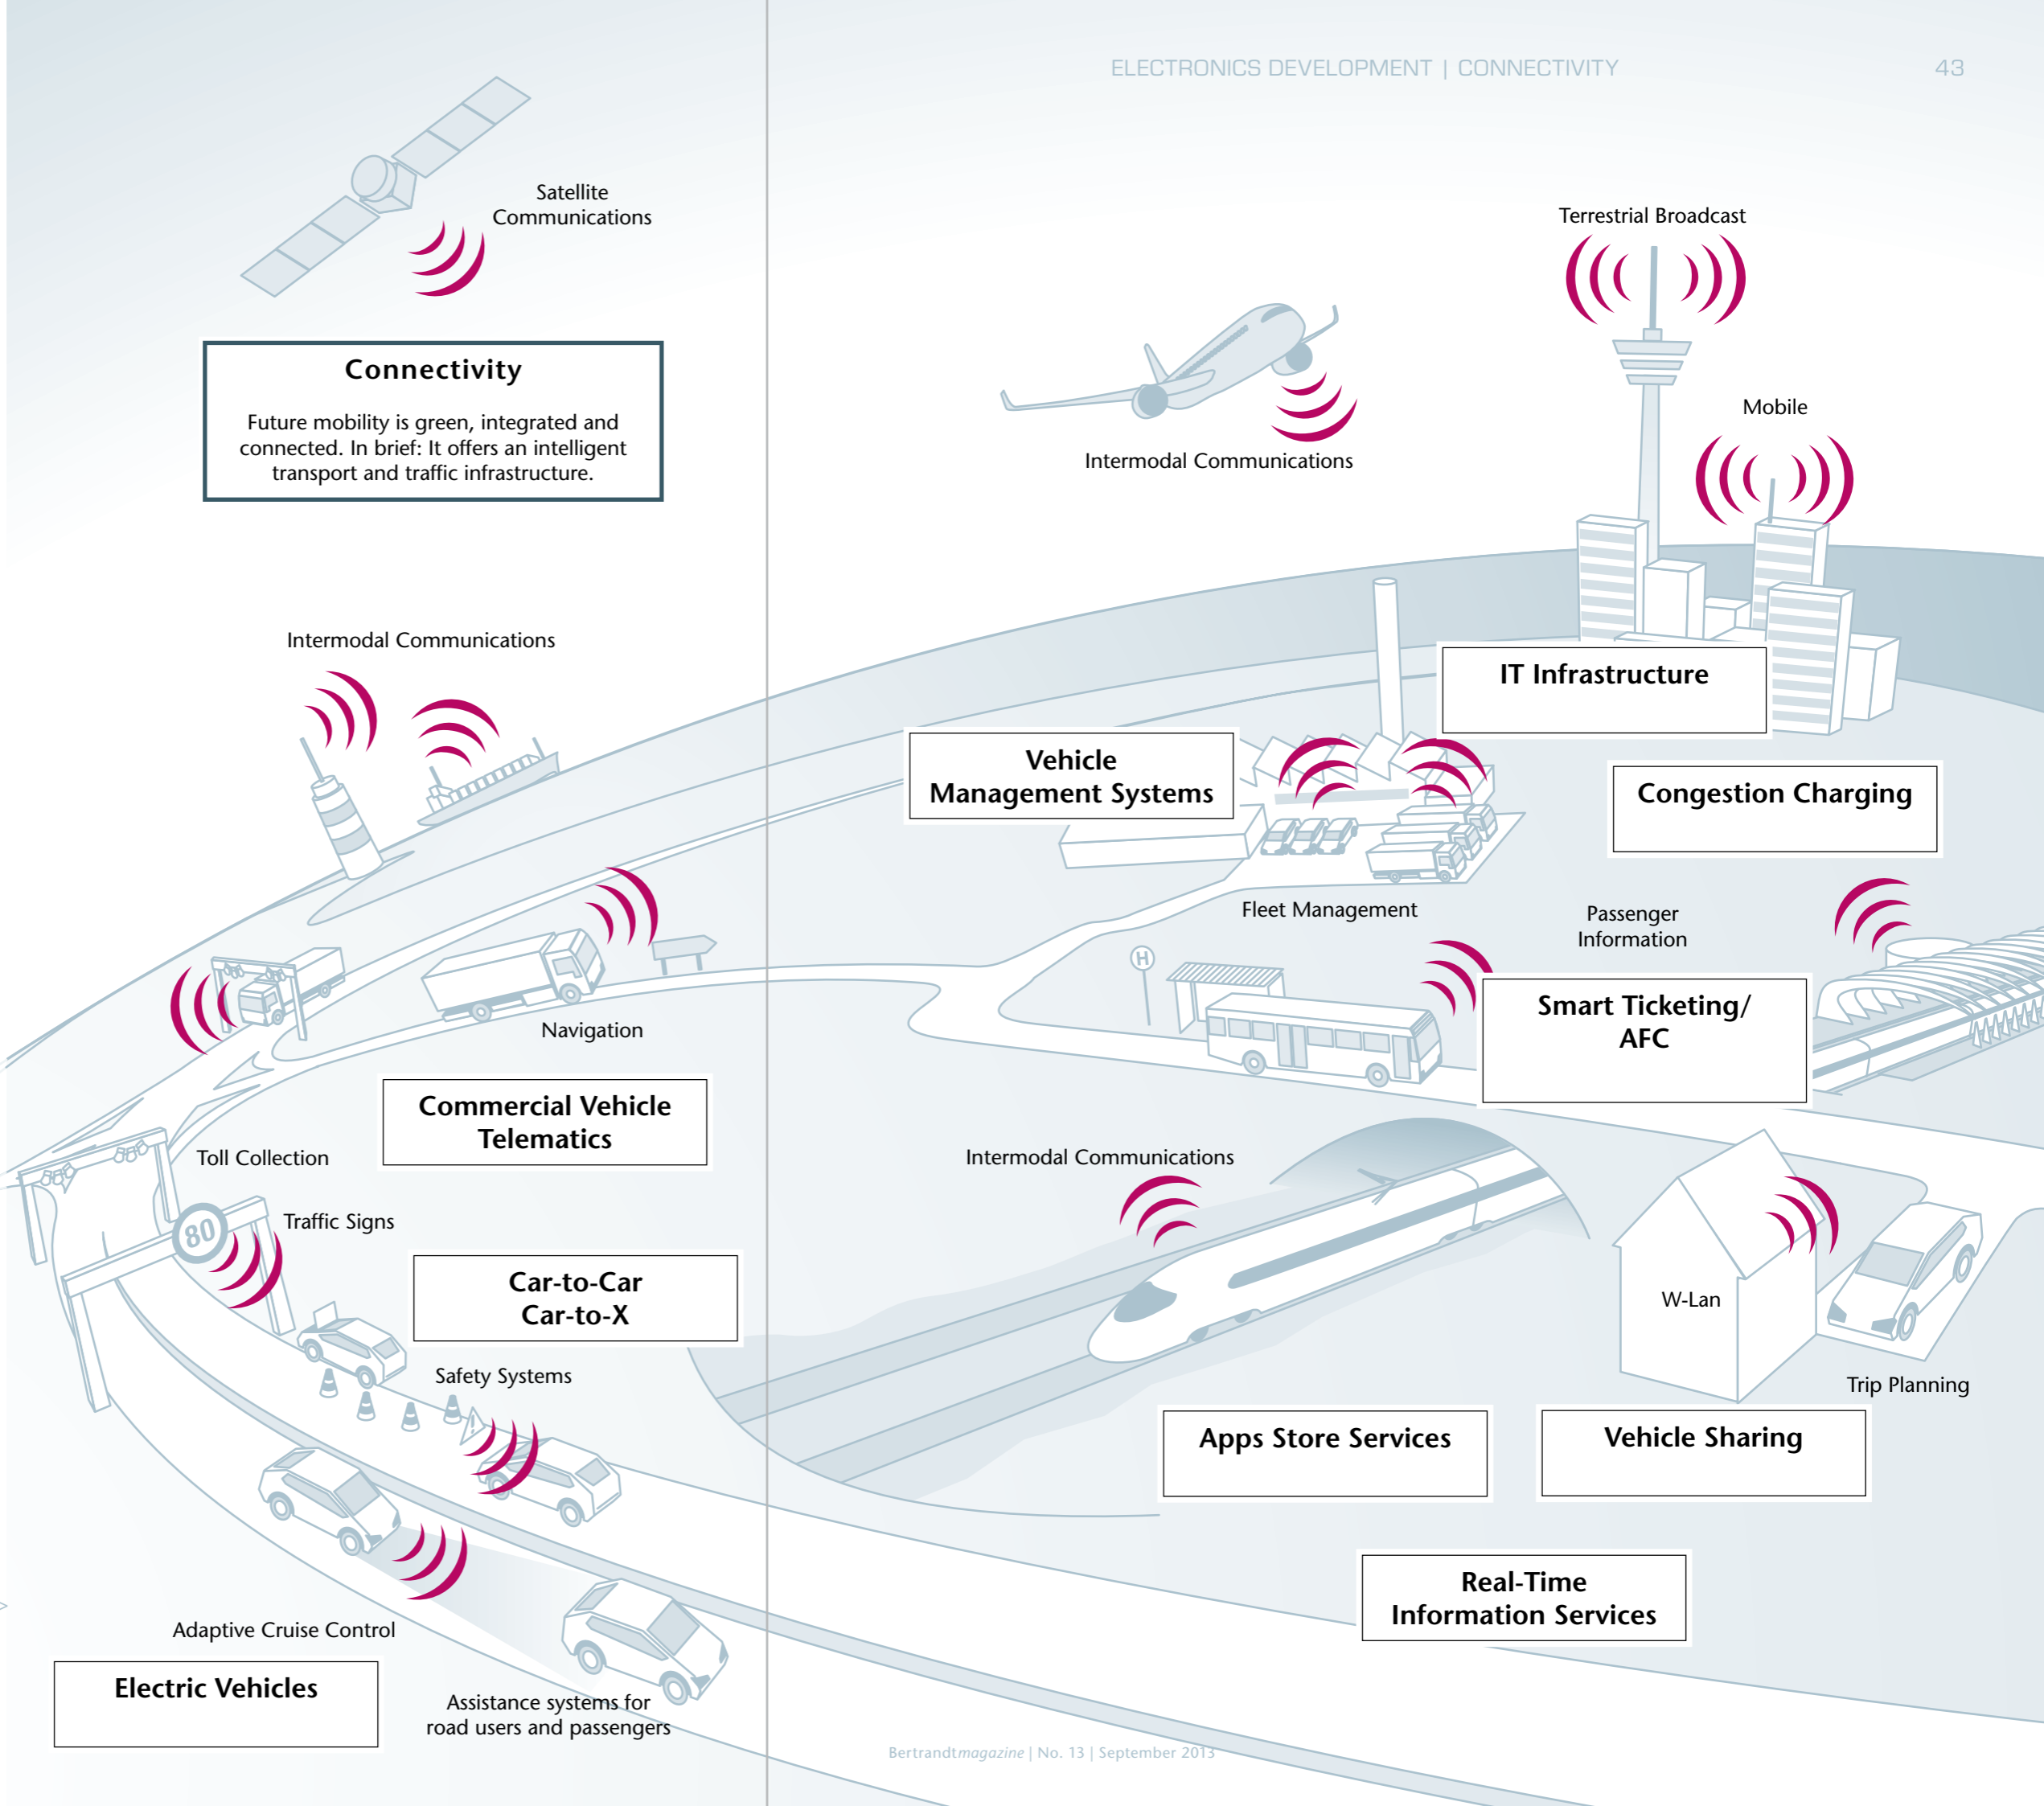 ELECTRONICS DEVELOPMENT | CONNECTIVITY
43
Satellite
Communications
Connectivity
Future mobility is green, integrated and
connected. In brief: It offers an intelligent
transport and traffic infrastructure.
Terrestrial Broadcast
Mobile
Intermodal Communications
Intermodal Communications
IT Infrastructure
Vehicle
Management Systems
Congestion Charging
Fleet Management
Passenger
Information
H
Smart Ticketing/
AFC
Navigation
Commercial Vehicle
Telematics
Toll Collection
Traffic Signs
80
Car-to-Car
Car-to-X
Safety Systems
Intermodal Communications
W-Lan
Trip Planning
Apps Store Services
Vehicle Sharing
Real-Time
Information Services
Adaptive Cruise Control
Electric Vehicles
Assistance systems for
road users and passengers
Bertrandtmagazine | No. 13 | September 2013